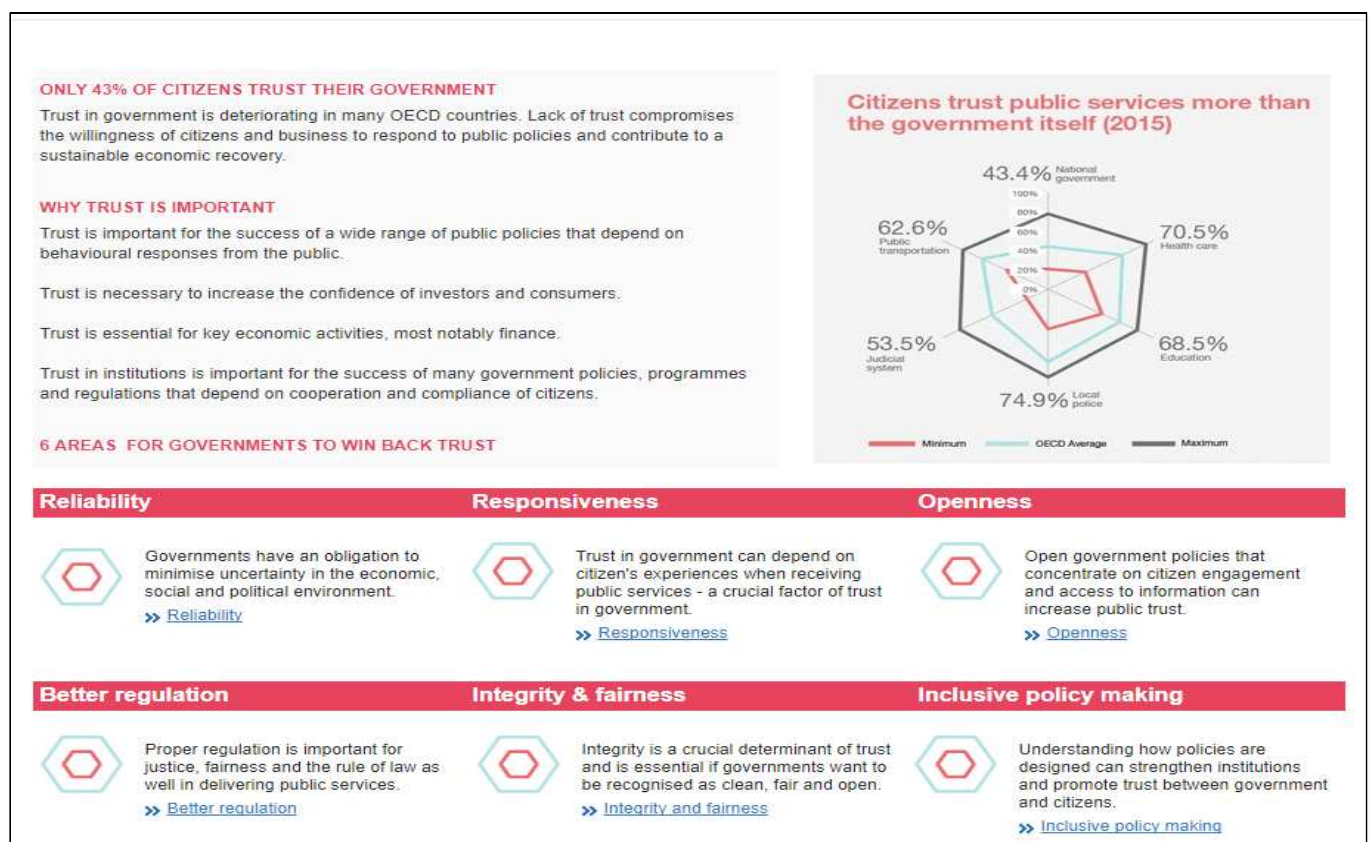 ONLY 43% OF CITIZENS TRUST THEIR GOVERNMENT
Trust in government is deteriorating in many OECD countries. Lack of trust compromises
the willingness of citizens and business to respond to public policies and contribute to a
sustainable economic recovery.
WHY TRUST IS IMPORTANT
Trust is important for the success of a wide range of public policies that depend on
behavioural responses from the public.
Trust is necessary to increase the confidence of investors and consumers.
Trust is essential for key economic activities, most notably finance.
Trust in institutions is important for the success of many government policies, programmes
and regulations that depend on cooperation and compliance of citizens.
6 AREAS FOR GOVERNMENTS TO WIN BACK TRUST
Citizens trust public services more than
the government itself (2015)
43.4% National
government
100%
80%
60%
40%
20%
0%
62.6%
Public
transportation
70.5%
Health care
53.5%
Judicial
system
68.5%
Education
74.9% Local
police
Minimum OECD Average Maximum
Reliability Responsiveness Openness
Governments have an obligation to
minimise uncertainty in the economic,
social and political environment.
>> Reliability
Trust in government can depend on
citizen's experiences when receiving
public services - a crucial factor of trust
in government.
>> Responsiveness
Open government policies that
concentrate on citizen engagement
and access to information can
increase public trust.
>> Openness
Better regulation Integrity & fairness Inclusive policy making
Proper regulation is important for
justice, fairness and the rule of law as
well in delivering public services.
>> Better regulation
Integrity is a crucial determinant of trust
and is essential if governments want to
be recognised as clean, fair and open.
>> Integrity and fairness
Understanding how policies are
designed can strengthen institutions
and promote trust between government
and citizens.
>> Inclusive policy making